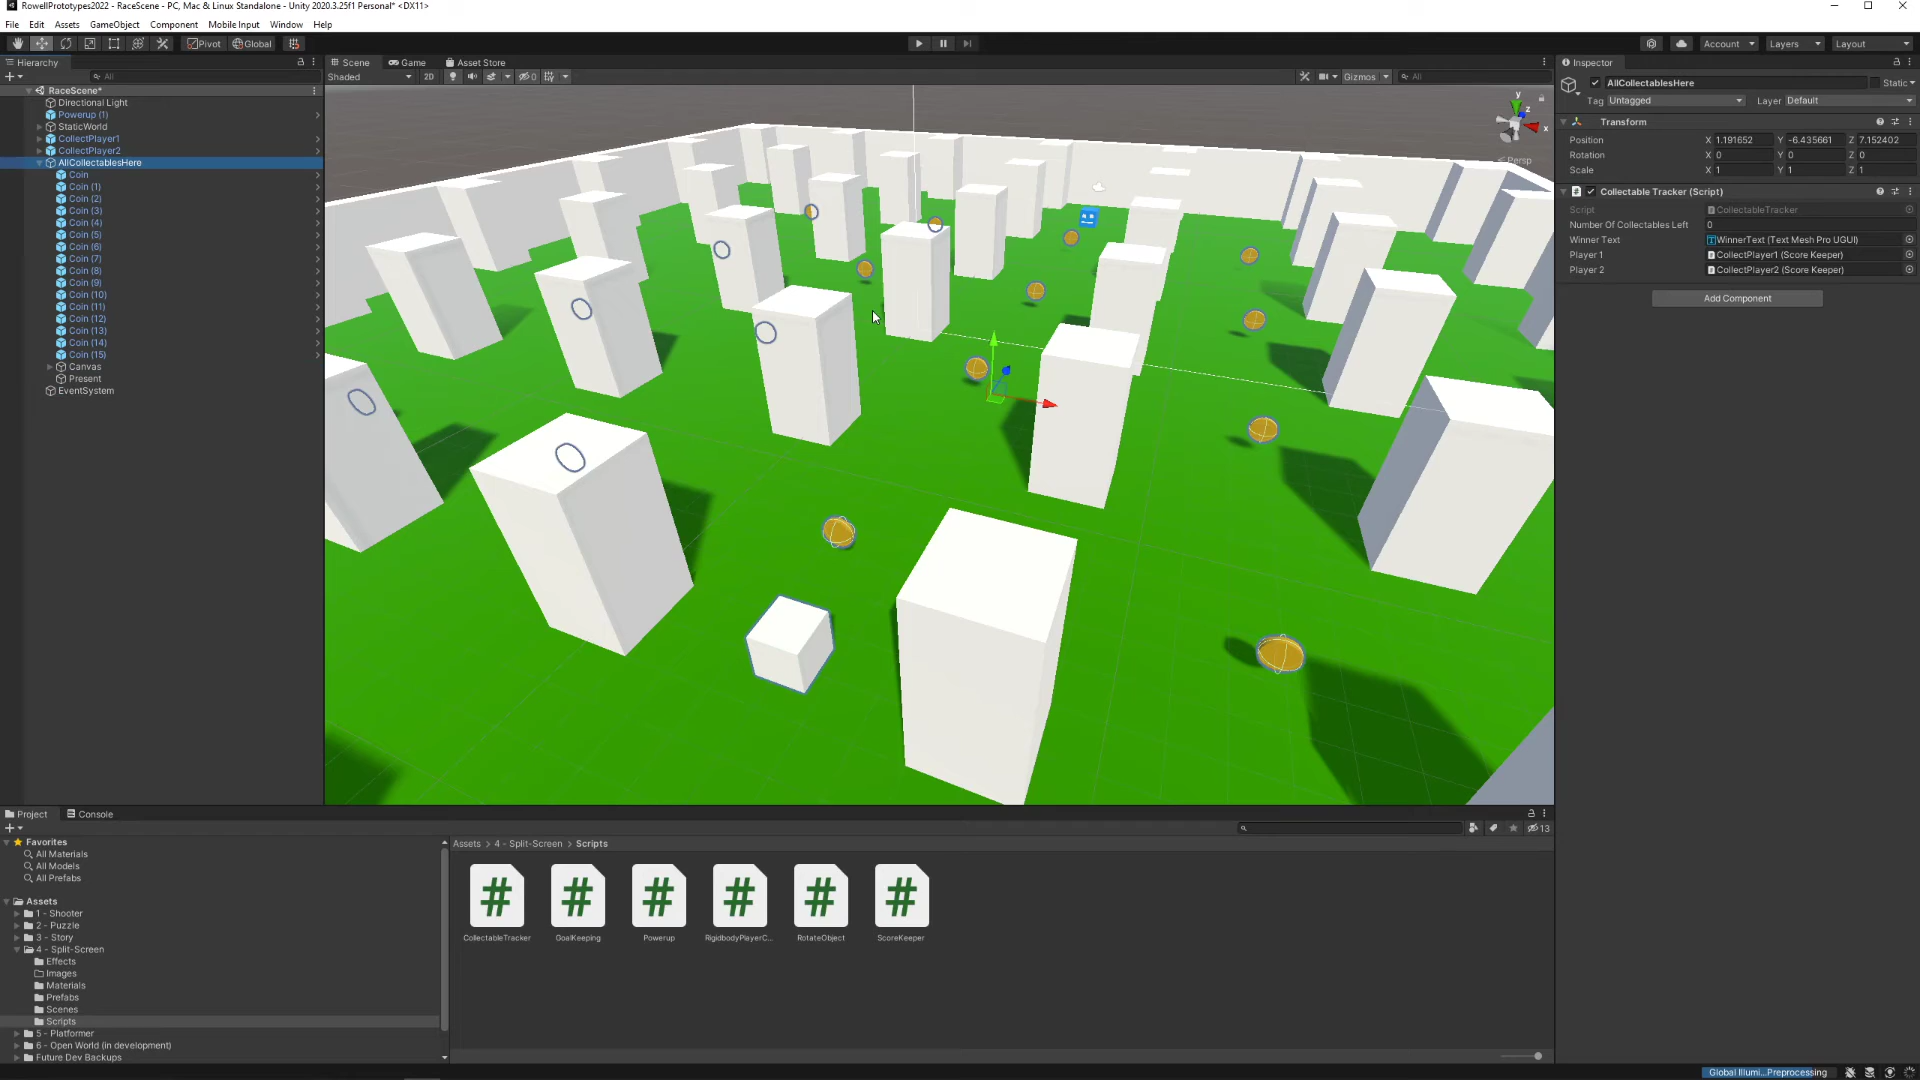 RowellPrototypes2022 - RaceScene - PC, Mac & Linux Standalone - Unity 2020.3.25f1 Personal* <DX11>
File Edit Assets GameObject Component Mobile Input Window Help
Pivot Global Account Layers Layout
Hierarchy
All
RaceScene*
Directional Light
Powerup (1)
StaticWorld
CollectPlayer1
CollectPlayer2
AllCollectablesHere
Coin
Coin (1)
Coin (2)
Coin (3)
Coin (4)
Coin (5)
Coin (6)
Coin (7)
Coin (8)
Coin (9)
Coin (10)
Coin (11)
Coin (12)
Coin (13)
Coin (14)
Coin (15)
Canvas
Present
EventSystem
Scene Game Asset Store
Shaded 2D 0 Gizmos All
y
z
x
Persp
Inspector
AllCollectablesHere Static
Tag Untagged Layer Default
Transform
Position X 1.191652 Y -6.435661 Z 7.152402
Rotation X 0 Y 0 Z 0
Scale X 1 Y 1 Z 1
Collectable Tracker (Script)
Script CollectableTracker
Number Of Collectables Left 0
Winner Text WinnerText (Text Mesh Pro UGUI)
Player 1 CollectPlayer1 (Score Keeper)
Player 2 CollectPlayer2 (Score Keeper)
Add Component
Project Console
13
Favorites
All Materials
All Models
All Prefabs
Assets
1 - Shooter
2 - Puzzle
3 - Story
4 - Split-Screen
Effects
Images
Materials
Prefabs
Scenes
Scripts
5 - Platformer
6 - Open World (in development)
Future Dev Backups
Assets > 4 - Split-Screen > Scripts
CollectableTracker GoalKeeping Powerup RigidbodyPlayerC... RotateObject ScoreKeeper
Global Illumi...Preprocessing